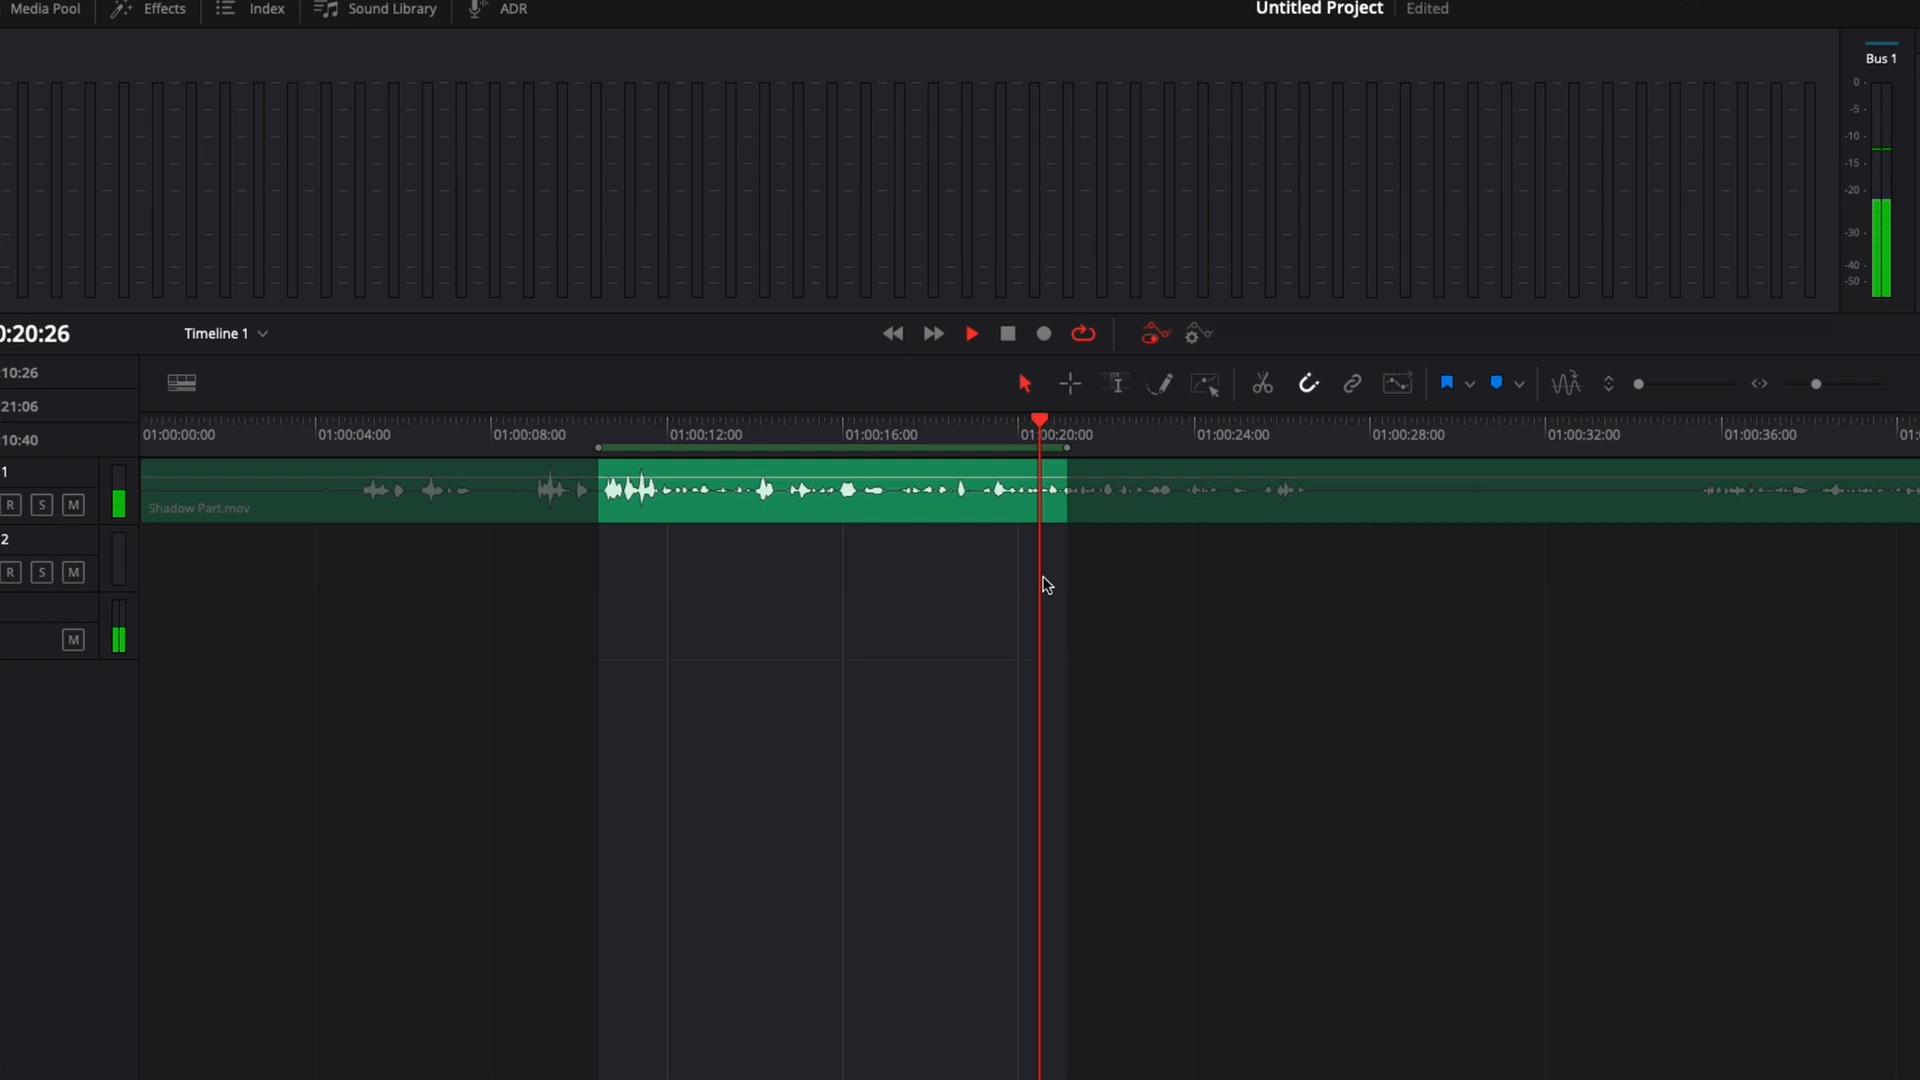 Media Pool Effects Index Sound Library ADR Untitled Project Edited
Bus 1
0
-5
-10
-15
-20
-30
-40
-50
0:20:26 Timeline 1
10:26
21:06
10:40
01:00:00:00 01:00:04:00 01:00:08:00 01:00:12:00 01:00:16:00 01:00:20:00 01:00:24:00 01:00:28:00 01:00:32:00 01:00:36:00 01:
1
R S M
Shadow Part.mov
2
R S M
M